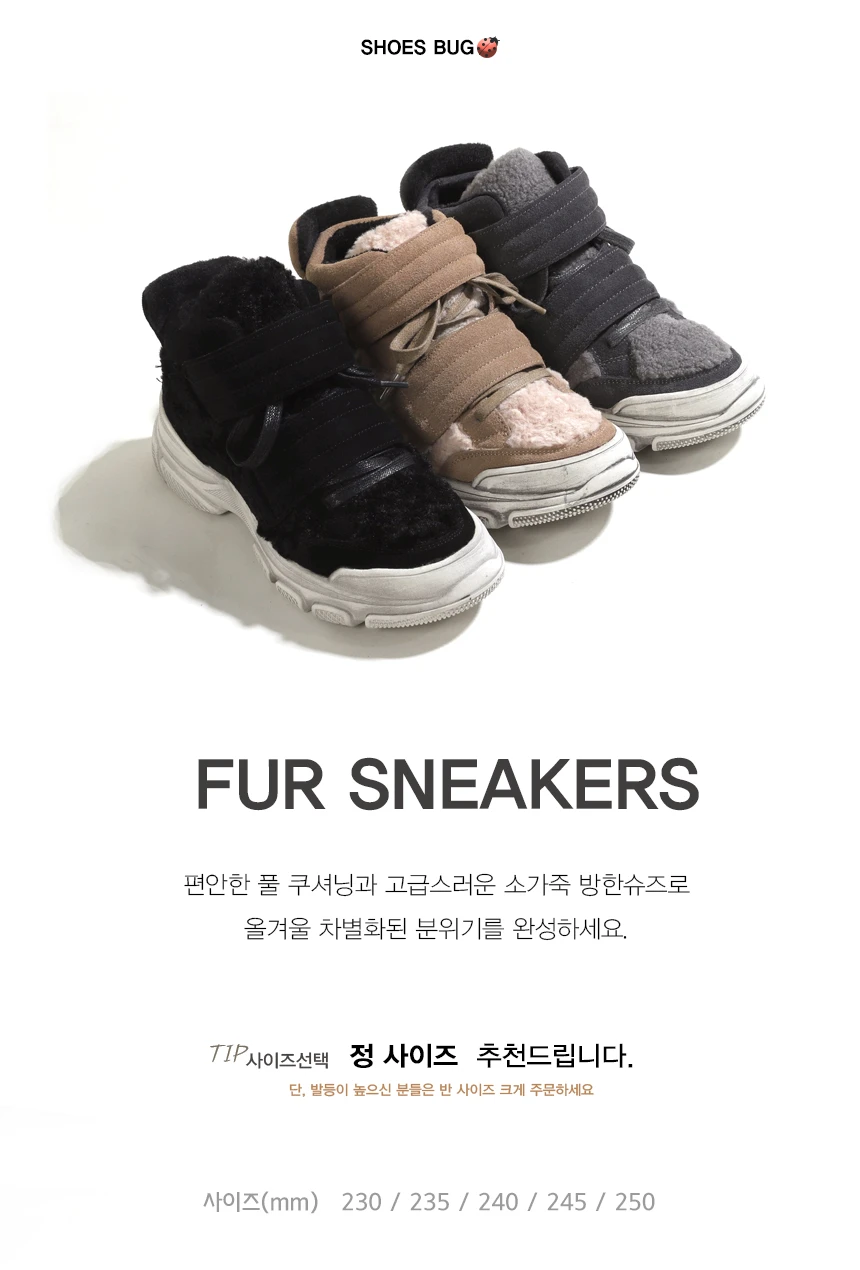 SHOES BUG
FUR SNEAKERS
편안한 풀 쿠셔닝과 고급스러운 소가죽 방한슈즈로
올겨울 차별화된 분위기를 완성하세요.
TIP사이즈선택 정 사이즈 추천드립니다.
단, 발등이 높으신 분들은 반 사이즈 크게 주문하세요
사이즈(mm) 230 / 235 / 240 / 245 / 250